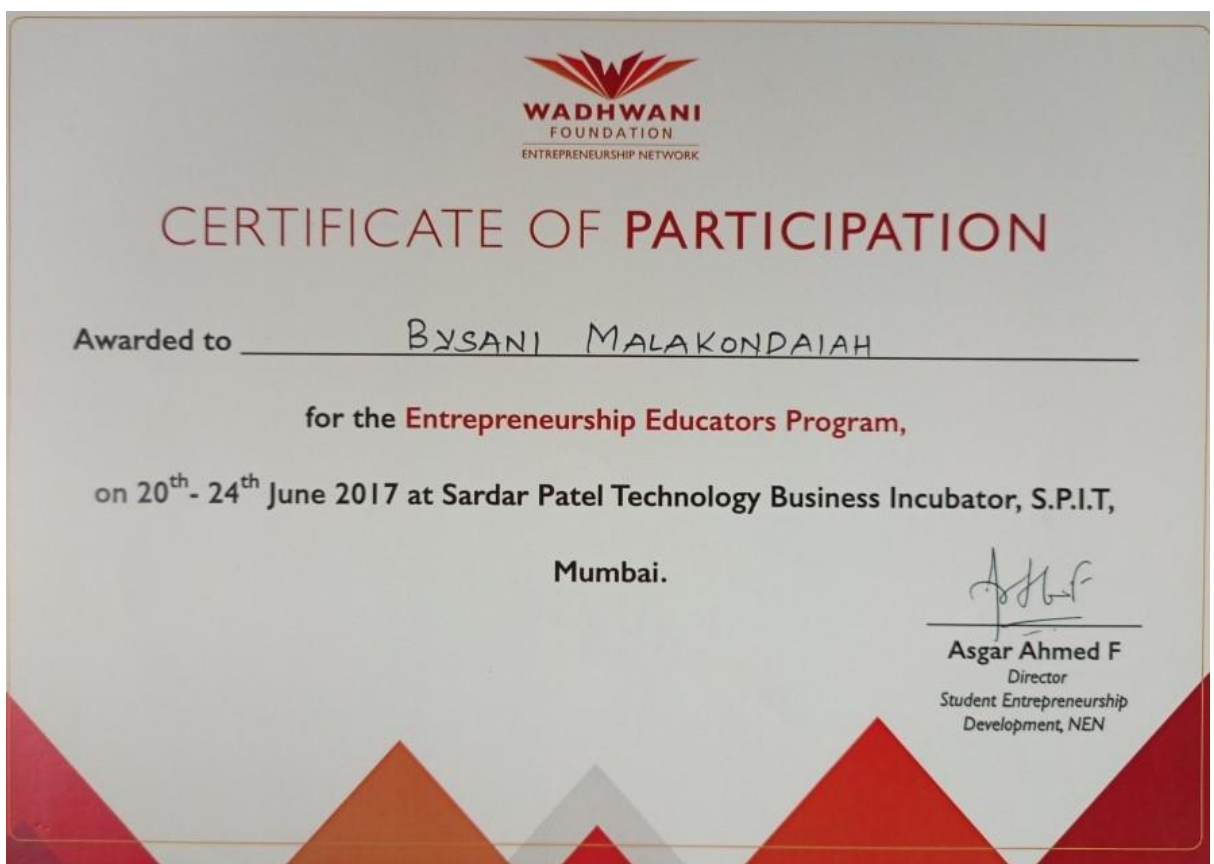 WADHWANI
FOUNDATION
ENTREPRENEURSHIP NETWORK
CERTIFICATE OF PARTICIPATION
Awarded to BYSANI MALAKONDAIAH
for the Entrepreneurship Educators Program,
on 20th- 24th June 2017 at Sardar Patel Technology Business Incubator, S.P.I.T,
Mumbai.
Asgar Ahmed F
Director
Student Entrepreneurship
Development, NEN